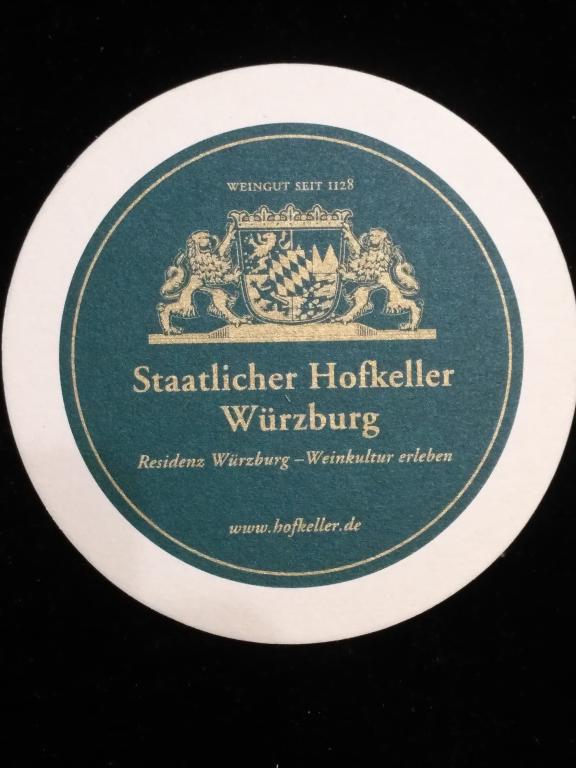 WEINGUT SEIT 1128
Staatlicher Hofkeller
Würzburg
Residenz Würzburg – Weinkultur erleben
www.hofkeller.de